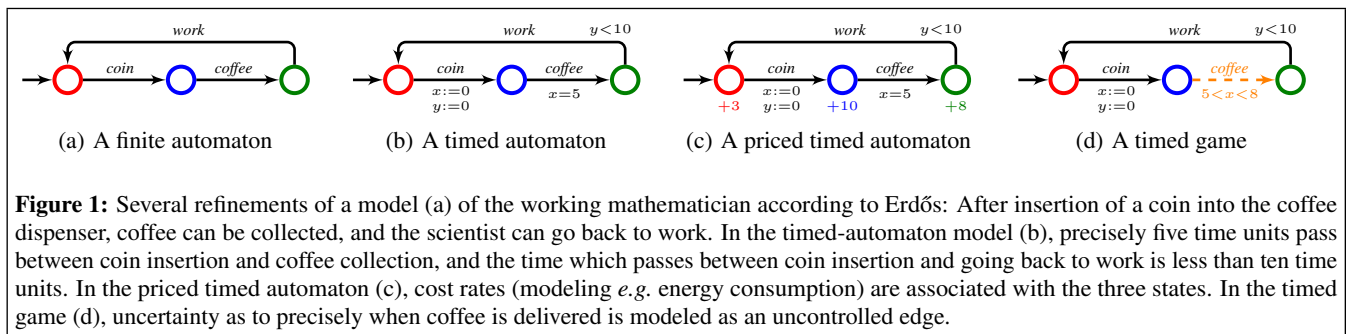 work
coin
coffee
(a) A finite automaton
work
y<10
coin
x:=0
y:=0
coffee
x=5
(b) A timed automaton
work
y<10
coin
x:=0
y:=0
coffee
x=5
+3
+10
+8
(c) A priced timed automaton
work
y<10
coin
x:=0
y:=0
coffee
5<x<8
(d) A timed game
Figure 1: Several refinements of a model (a) of the working mathematician according to Erdős: After insertion of a coin into the coffee
dispenser, coffee can be collected, and the scientist can go back to work. In the timed-automaton model (b), precisely five time units pass
between coin insertion and coffee collection, and the time which passes between coin insertion and going back to work is less than ten time
units. In the priced timed automaton (c), cost rates (modeling e.g. energy consumption) are associated with the three states. In the timed
game (d), uncertainty as to precisely when coffee is delivered is modeled as an uncontrolled edge.